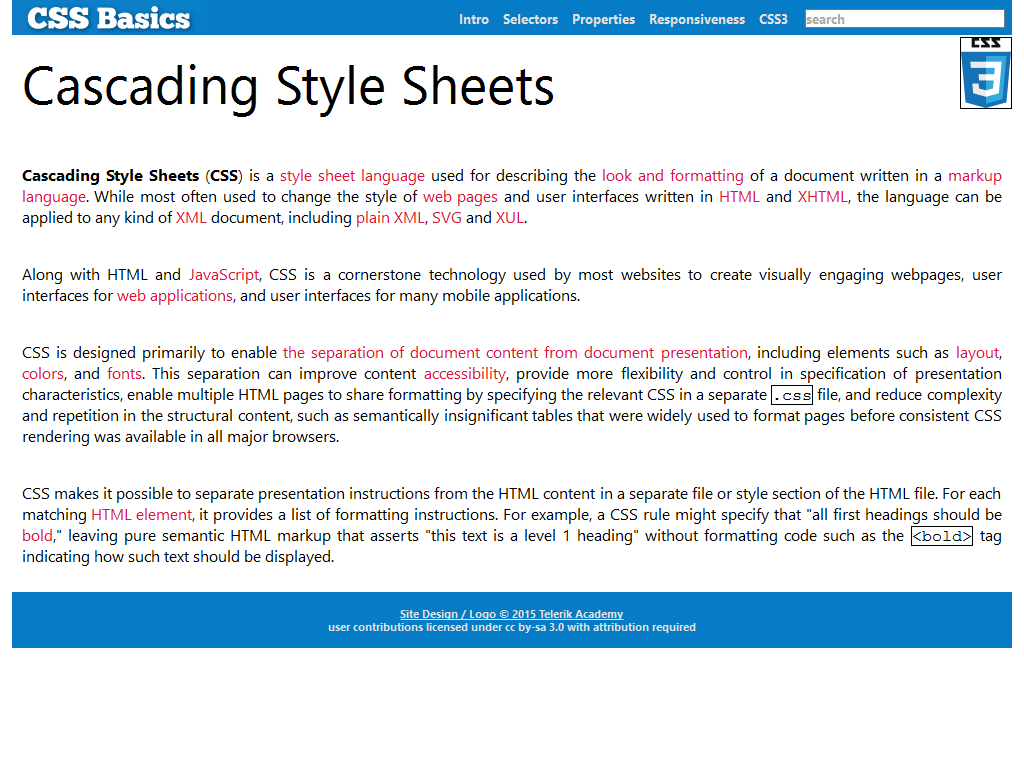 CSS Basics
Intro Selectors Properties Responsiveness CSS3 search
CSS
3
Cascading Style Sheets
Cascading Style Sheets (CSS) is a style sheet language used for describing the look and formatting of a document written in a markup
language. While most often used to change the style of web pages and user interfaces written in HTML and XHTML, the language can be
applied to any kind of XML document, including plain XML, SVG and XUL.
Along with HTML and JavaScript, CSS is a cornerstone technology used by most websites to create visually engaging webpages, user
interfaces for web applications, and user interfaces for many mobile applications.
CSS is designed primarily to enable the separation of document content from document presentation, including elements such as layout,
colors, and fonts. This separation can improve content accessibility, provide more flexibility and control in specification of presentation
characteristics, enable multiple HTML pages to share formatting by specifying the relevant CSS in a separate .css file, and reduce complexity
and repetition in the structural content, such as semantically insignificant tables that were widely used to format pages before consistent CSS
rendering was available in all major browsers.
CSS makes it possible to separate presentation instructions from the HTML content in a separate file or style section of the HTML file. For each
matching HTML element, it provides a list of formatting instructions. For example, a CSS rule might specify that "all first headings should be
bold," leaving pure semantic HTML markup that asserts "this text is a level 1 heading" without formatting code such as the <bold> tag
indicating how such text should be displayed.
Site Design / Logo © 2015 Telerik Academy
user contributions licensed under cc by-sa 3.0 with attribution required